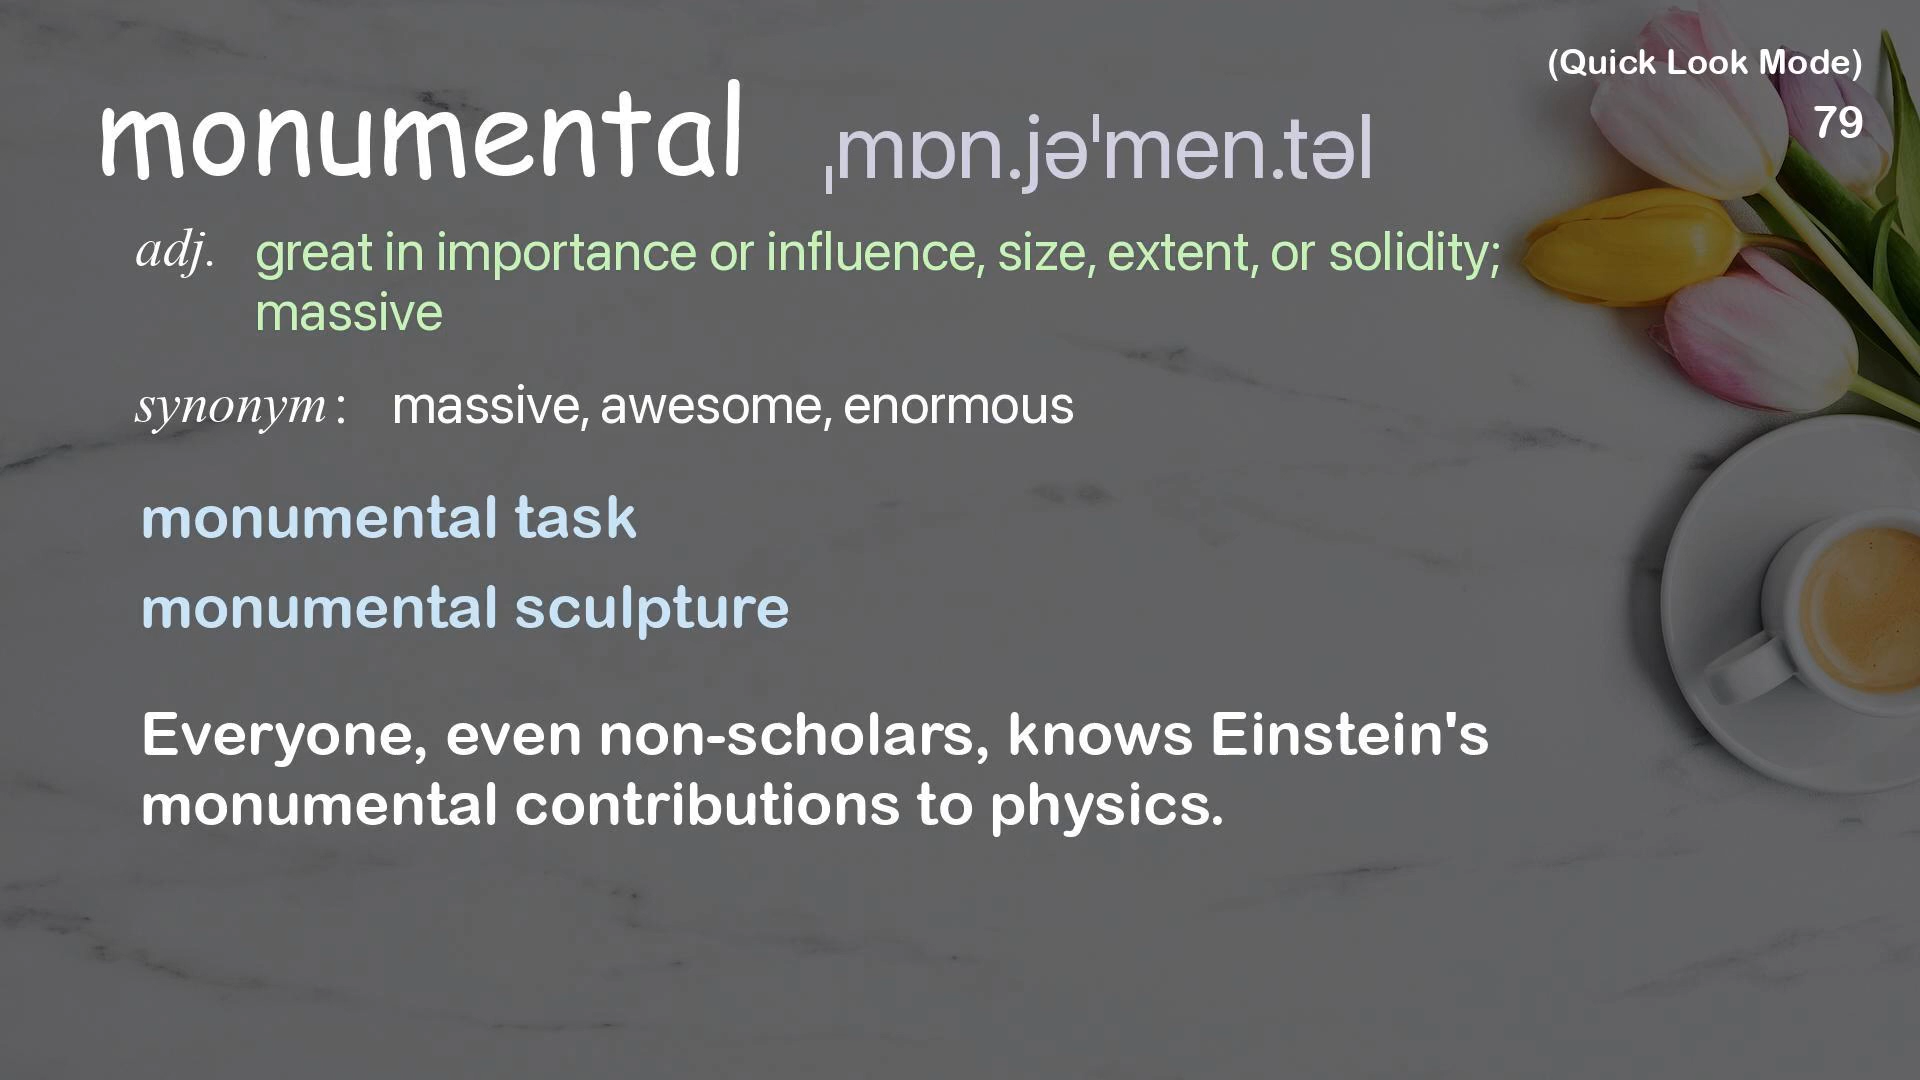 (Quick Look Mode)
79
monumental ˌmɒn.jəˈmen.təl
adj. great in importance or influence, size, extent, or solidity;
massive
synonym : massive, awesome, enormous
monumental task
monumental sculpture
Everyone, even non-scholars, knows Einstein's
monumental contributions to physics.